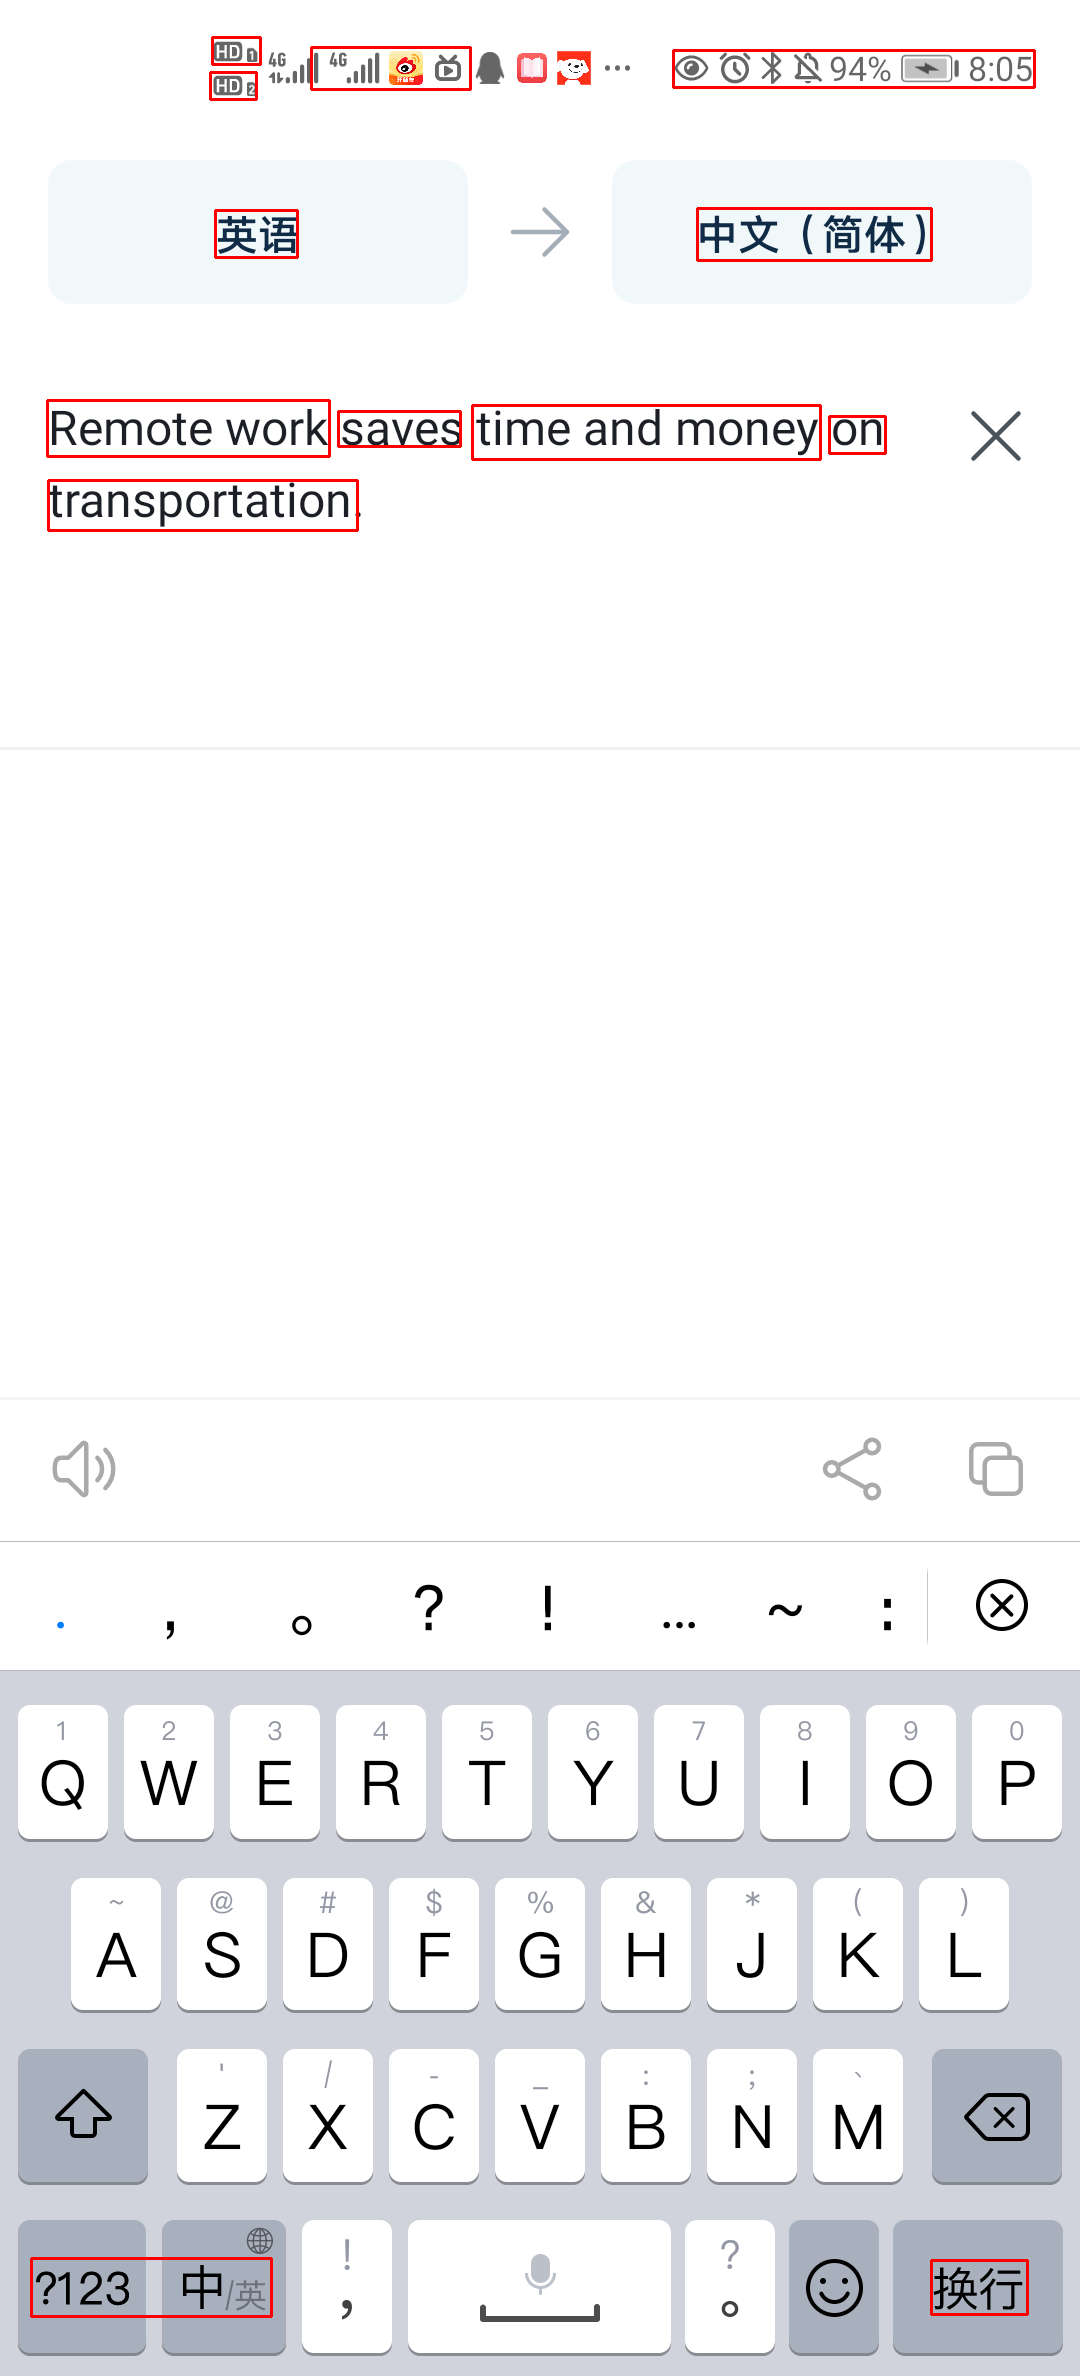 HD 1 4G 4G 94% 8:05
HD 2
英语 中文（简体）
Remote work saves time and money on
transportation.
. , 。 ? ! ... ~ :
1 2 3 4 5 6 7 8 9 0
Q W E R T Y U I O P
~ @ # $ % & * ( )
A S D F G H J K L
' / - _ : ; `
Z X C V B N M
! ?
?123 中/英 , 。 换行